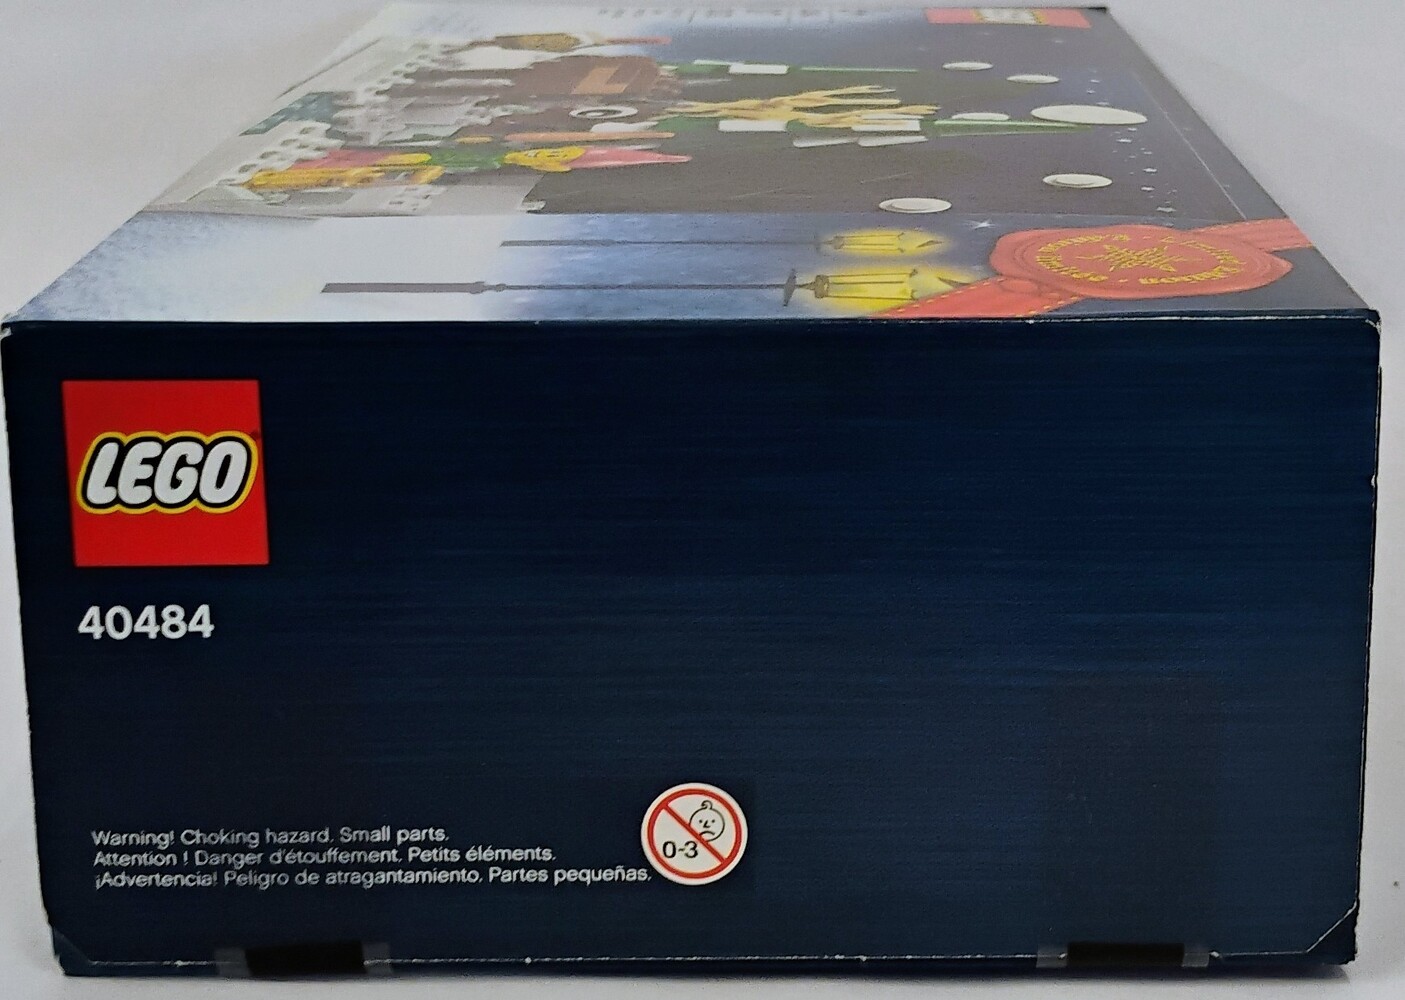 LEGO
LEGO
40484
Warning! Choking hazard. Small parts.
Attention ! Danger d'étouffement. Petits éléments.
¡Advertencia! Peligro de atragantamiento. Partes pequeñas.
0-3